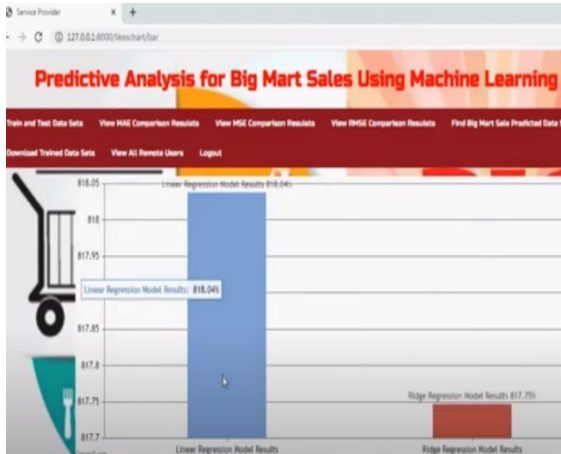 Service Provider
127.0.0.1:8000/likeschart/bar
Predictive Analysis for Big Mart Sales Using Machine Learning
Train and Test Data Sets View MAE Comparison Resulats View MSE Comparison Resulats View RMSE Comparison Resulats Find Big Mart Sale Predicted Data
Download Trained Data Sets View All Remote Users Logout
818.05
Linear Regression Model Results 818.04%
818
817.95
Linear Regression Model Results: 818.04%
817.85
817.8
817.75
Ridge Regression Model Results 817.75%
817.7
Linear Regression Model Results Ridge Regression Model Results